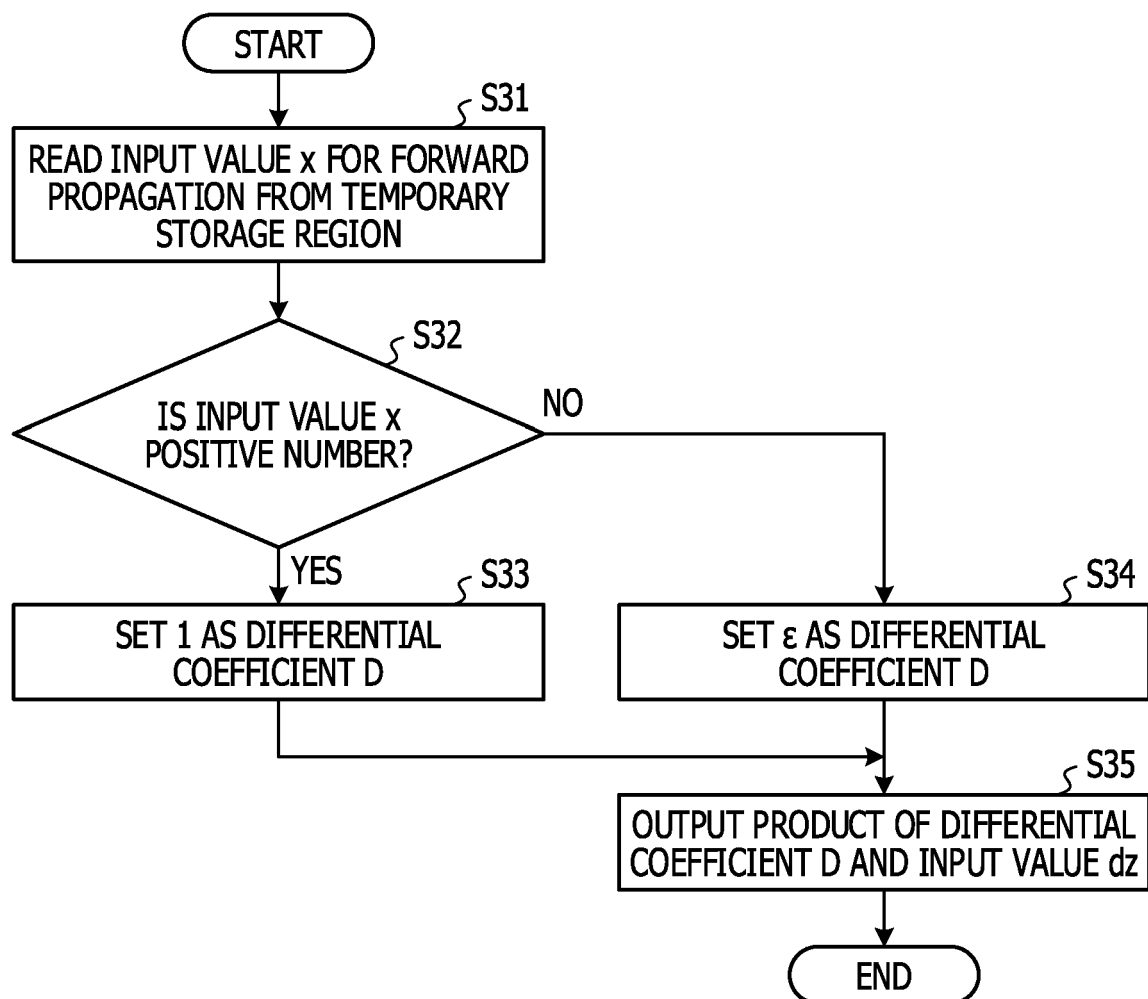 START
S31
READ INPUT VALUE x FOR FORWARD
PROPAGATION FROM TEMPORARY
STORAGE REGION
S32
IS INPUT VALUE x
POSITIVE NUMBER?
NO
YES
S33
SET 1 AS DIFFERENTIAL
COEFFICIENT D
S34
SET ε AS DIFFERENTIAL
COEFFICIENT D
S35
OUTPUT PRODUCT OF DIFFERENTIAL
COEFFICIENT D AND INPUT VALUE dz
END